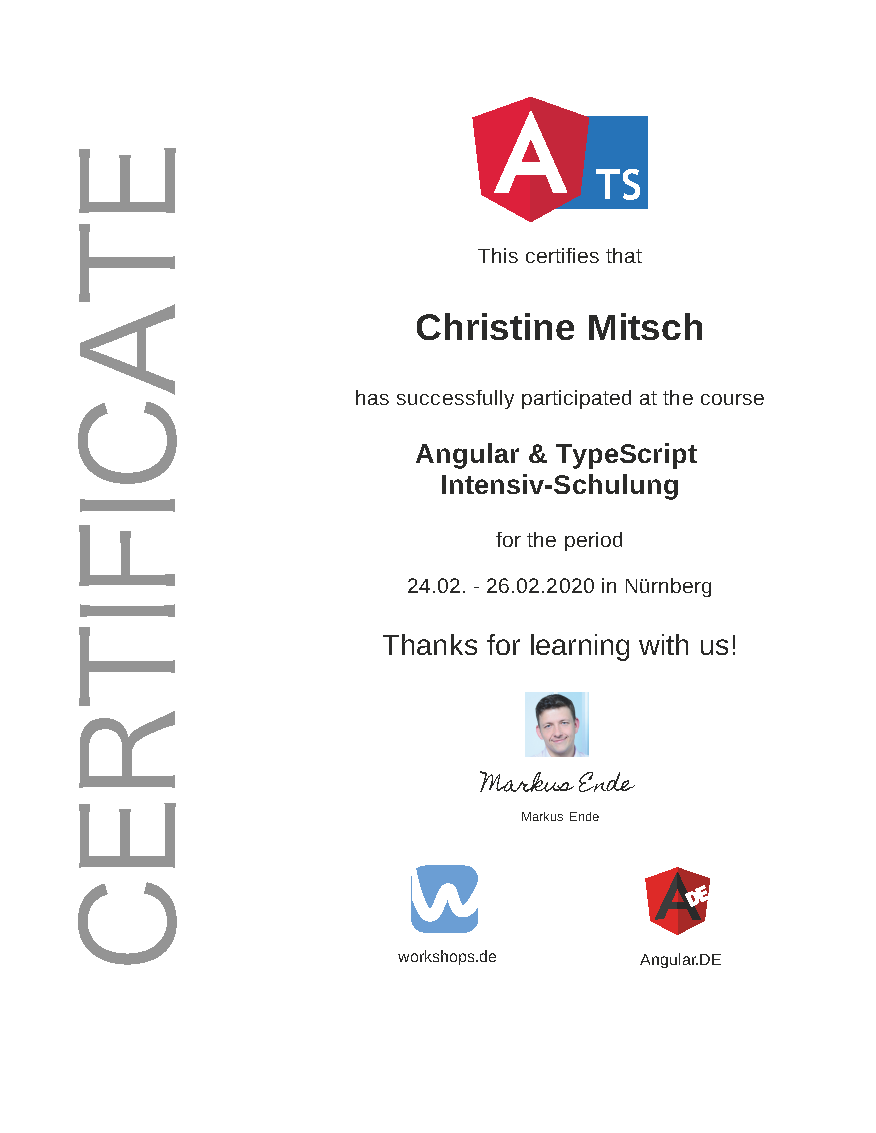 CERTIFICATE
A TS
This certifies that
Christine Mitsch
has successfully participated at the course
Angular & TypeScript
Intensiv-Schulung
for the period
24.02. - 26.02.2020 in Nürnberg
Thanks for learning with us!
Markus Ende
Markus Ende
W
A DE
workshops.de
Angular.DE